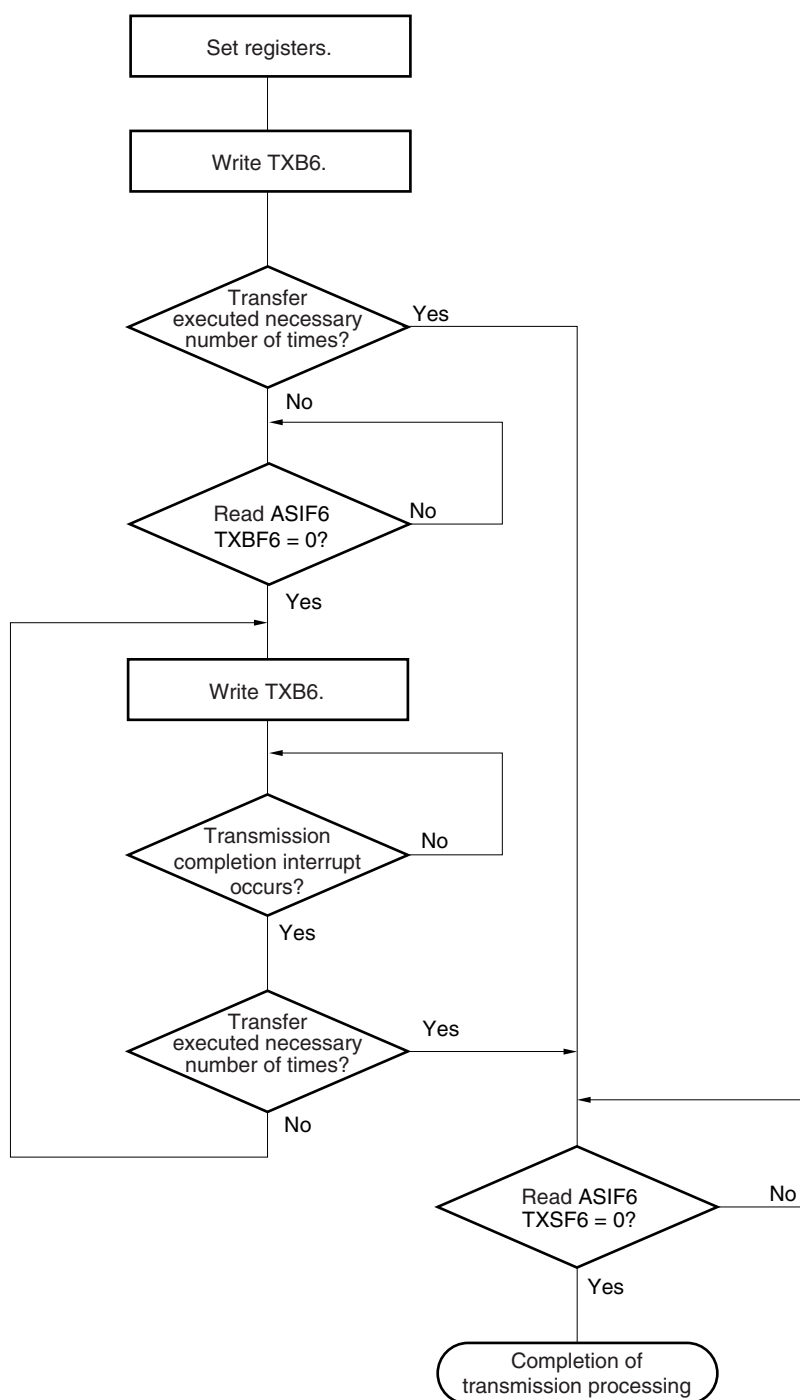 Set registers.
Write TXB6.
Transfer
executed necessary
number of times?
Yes
No
Read ASIF6
TXBF6 = 0?
No
Yes
Write TXB6.
Transmission
completion interrupt
occurs?
No
Yes
Transfer
executed necessary
number of times?
Yes
No
Read ASIF6
TXSF6 = 0?
No
Yes
Completion of
transmission processing